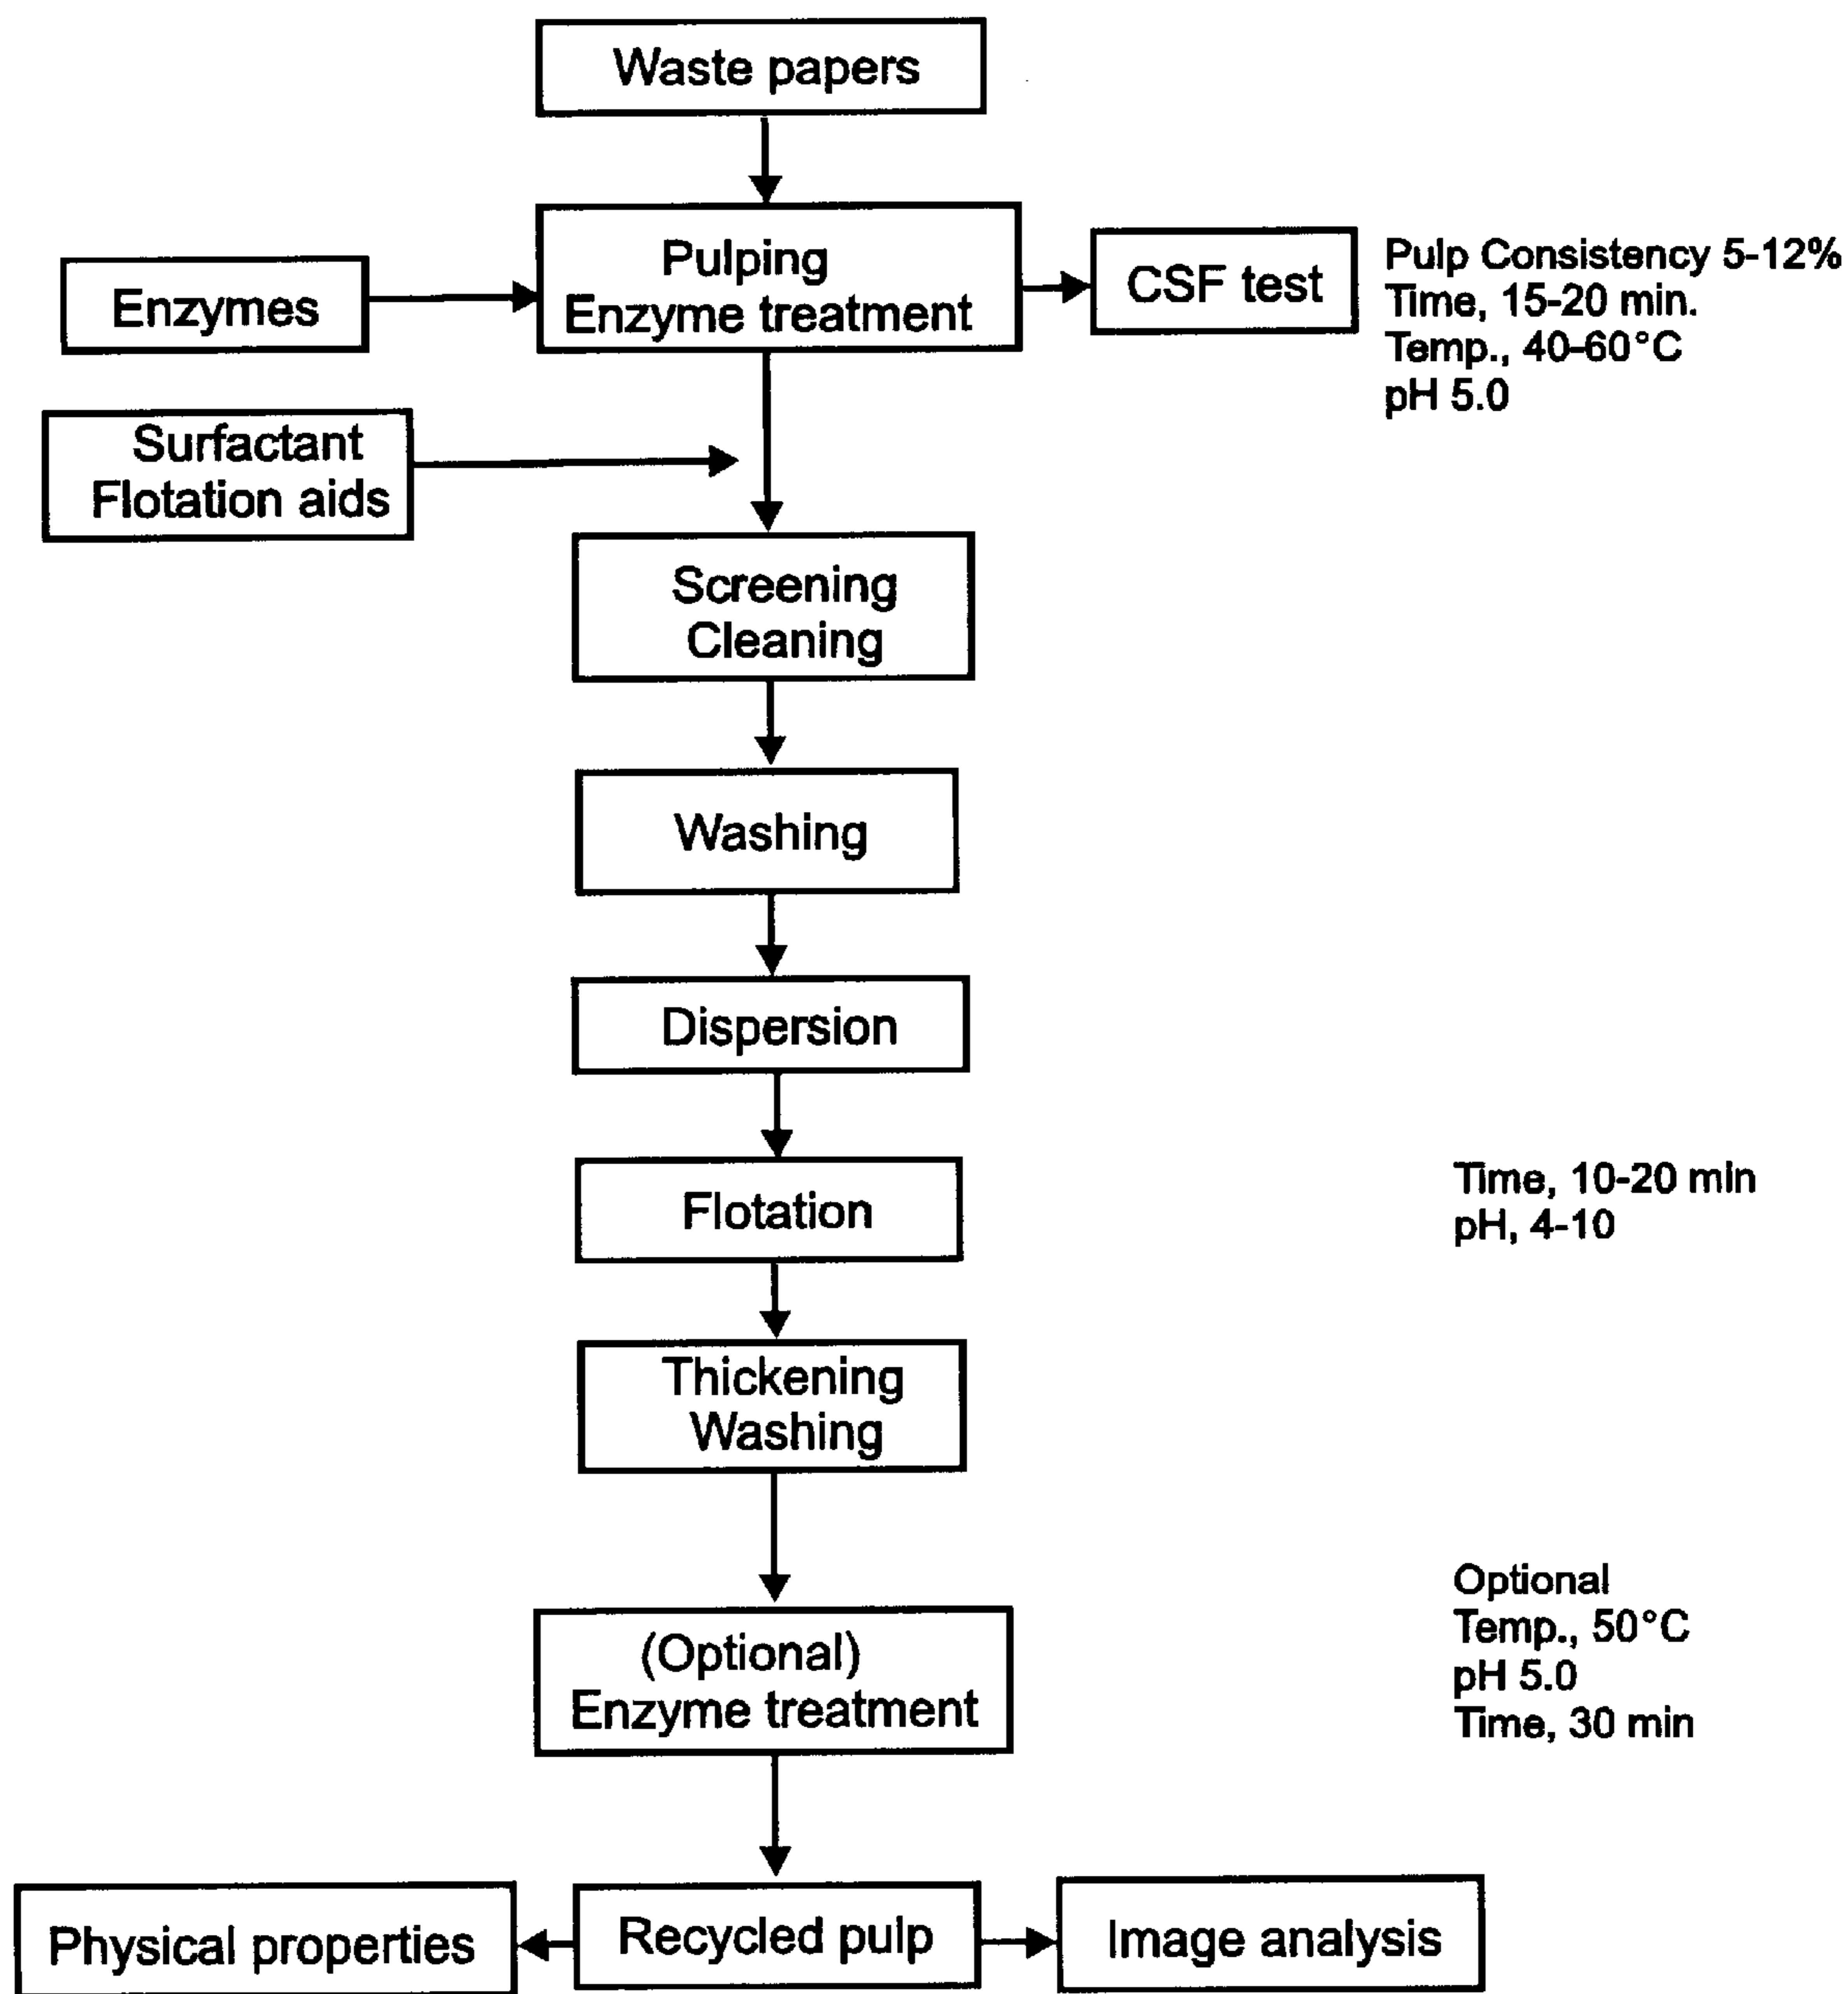 Waste papers
Enzymes
Pulping
Enzyme treatment
CSF test
Pulp Consistency 5-12%
Time, 15-20 min.
Temp., 40-60°C
pH 5.0
Surfactant
Flotation aids
Screening
Cleaning
Washing
Dispersion
Flotation
Time, 10-20 min
pH, 4-10
Thickening
Washing
(Optional)
Enzyme treatment
Optional
Temp., 50°C
pH 5.0
Time, 30 min
Physical properties
Recycled pulp
Image analysis